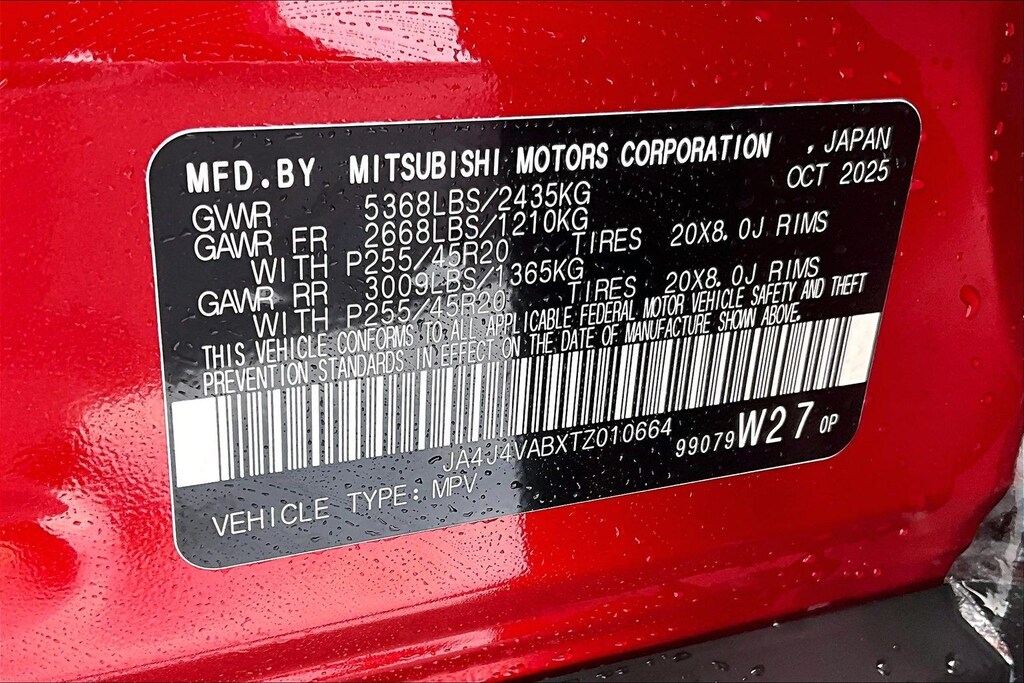 MFD.BY MITSUBISHI MOTORS CORPORATION , JAPAN
OCT 2025
GVWR 5368LBS/2435KG
GAWR FR 2668LBS/1210KG
WITH P255/45R20 TIRES 20X8.0J RIMS
GAWR RR 3009LBS/1365KG
WITH P255/45R20 TIRES 20X8.0J RIMS
THIS VEHICLE CONFORMS TO ALL APPLICABLE FEDERAL MOTOR VEHICLE SAFETY AND THEFT
PREVENTION STANDARDS IN EFFECT ON THE DATE OF MANUFACTURE SHOWN ABOVE.
JA4J4VABXTZ010664 99079 W27 0P
VEHICLE TYPE: MPV